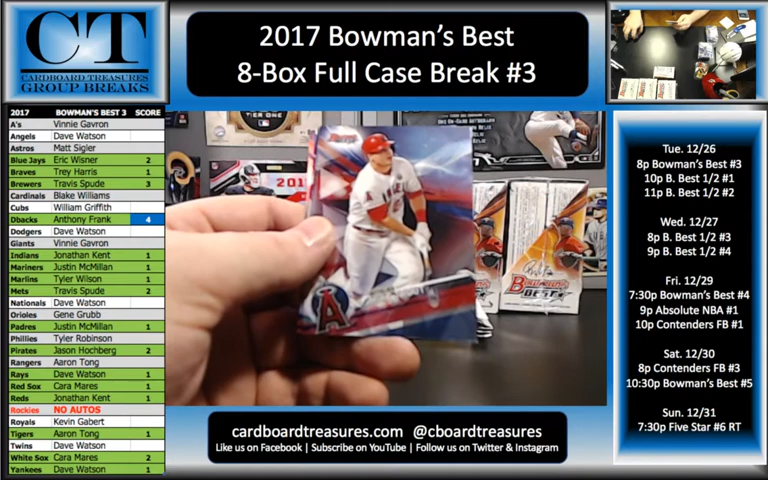 CT
CARDBOARD TREASURES
GROUP BREAKS
2017 Bowman's Best
8-Box Full Case Break #3
2017 BOWMAN'S BEST 3 SCORE
A's Vinnie Gavron
Angels Dave Watson
Astros Matt Sigler
Blue Jays Eric Wisner 2
Braves Trey Harris 1
Brewers Travis Spude 3
Cardinals Blake Williams
Cubs William Griffith
Dbacks Anthony Frank 4
Dodgers Dave Watson
Giants Vinnie Gavron
Indians Jonathan Kent 1
Mariners Justin McMillan 1
Marlins Tyler Wilson 1
Mets Travis Spude 2
Nationals Dave Watson
Orioles Gene Grubb
Padres Justin McMillan 1
Phillies Tyler Robinson
Pirates Jason Hochberg 2
Rangers Aaron Tong
Rays Dave Watson 1
Red Sox Cara Mares 1
Reds Jonathan Kent 1
Rockies NO AUTOS
Royals Kevin Gabert
Tigers Aaron Tong 1
Twins Dave Watson
White Sox Cara Mares 2
Yankees Dave Watson 1
TIER ONE
201
ANGELS
A
BOWMAN'S
BEST
cardboardtreasures.com @cboardtreasures
Like us on Facebook | Subscribe on YouTube | Follow us on Twitter & Instagram
Tue. 12/26
8p Bowman's Best #3
10p B. Best 1/2 #1
11p B. Best 1/2 #2
Wed. 12/27
8p B. Best 1/2 #3
9p B. Best 1/2 #4
Fri. 12/29
7:30p Bowman's Best #4
9p Absolute NBA #1
10p Contenders FB #1
Sat. 12/30
8p Contenders FB #3
10:30p Bowman's Best #5
Sun. 12/31
7:30p Five Star #6 RT